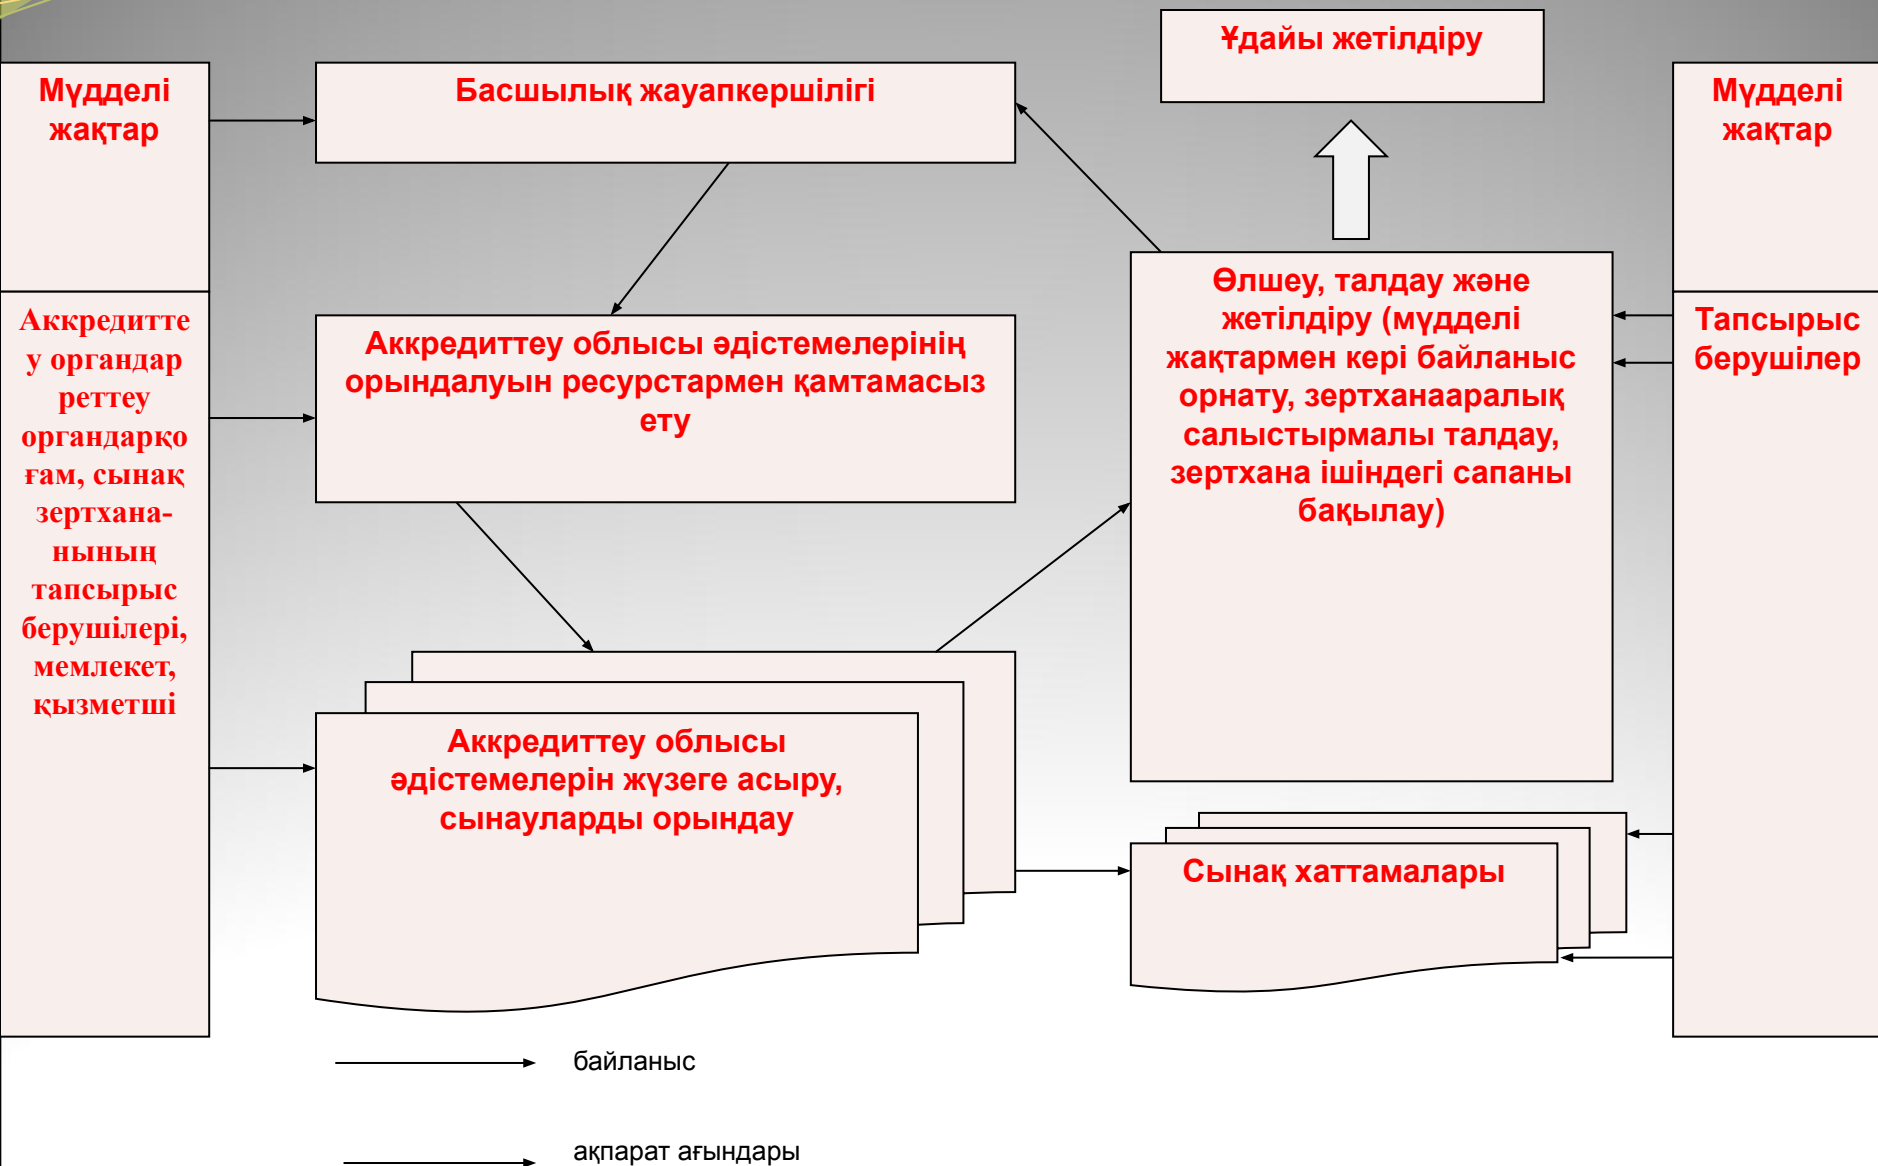 Ұдайы жетілдіру
Мүдделі
жақтар
Басшылық жауапкершілігі
Мүдделі
жақтар
Аккредитте
у органдар
реттеу
органдарқо
ғам, сынақ
зертхана-
нының
тапсырыс
берушілері,
мемлекет,
қызметші
Аккредиттеу облысы әдістемелерінің
орындалуын ресурстармен қамтамасыз
ету
Өлшеу, талдау және
жетілдіру (мүдделі
жақтармен кері байланыс
орнату, зертханааралық
салыстырмалы талдау,
зертхана ішіндегі сапаны
бақылау)
Тапсырыс
берушілер
Аккредиттеу облысы
әдістемелерін жүзеге асыру,
сынауларды орындау
Сынақ хаттамалары
байланыс
ақпарат ағындары